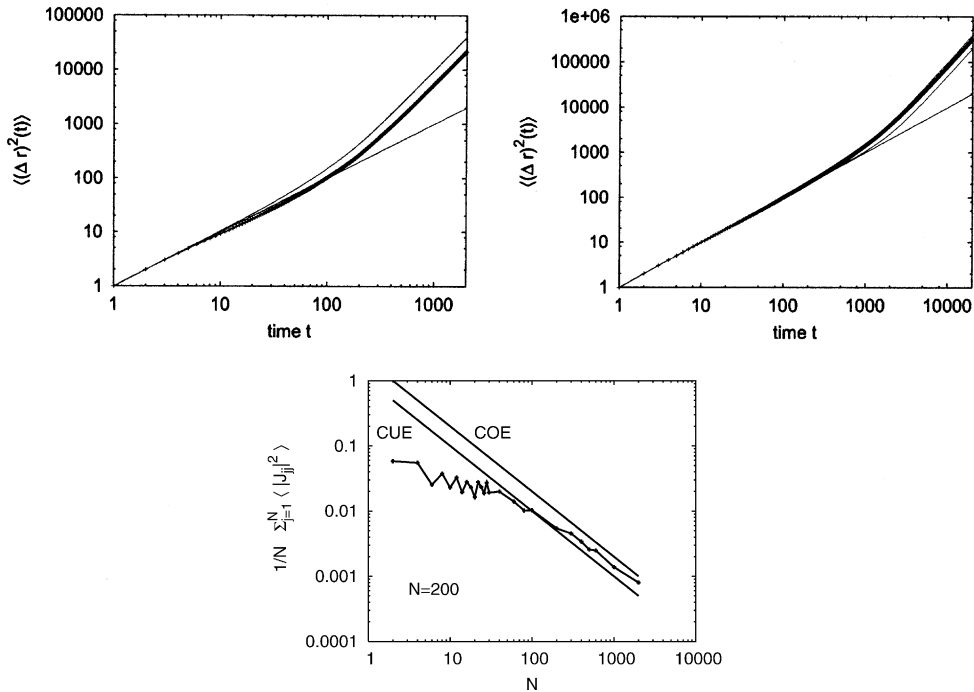 ⟨(Δ r)²(t)⟩
100000
10000
1000
100
10
1
1 10 100 1000
time t
⟨(Δ r)²(t)⟩
1e+06
100000
10000
1000
100
10
1
1 10 100 1000 10000
time t
1/N Σ_{j=1}^{N} ⟨ |J_{jj}|² ⟩
1
0.1
0.01
0.001
0.0001
CUE COE
N=200
1 10 100 1000 10000
N